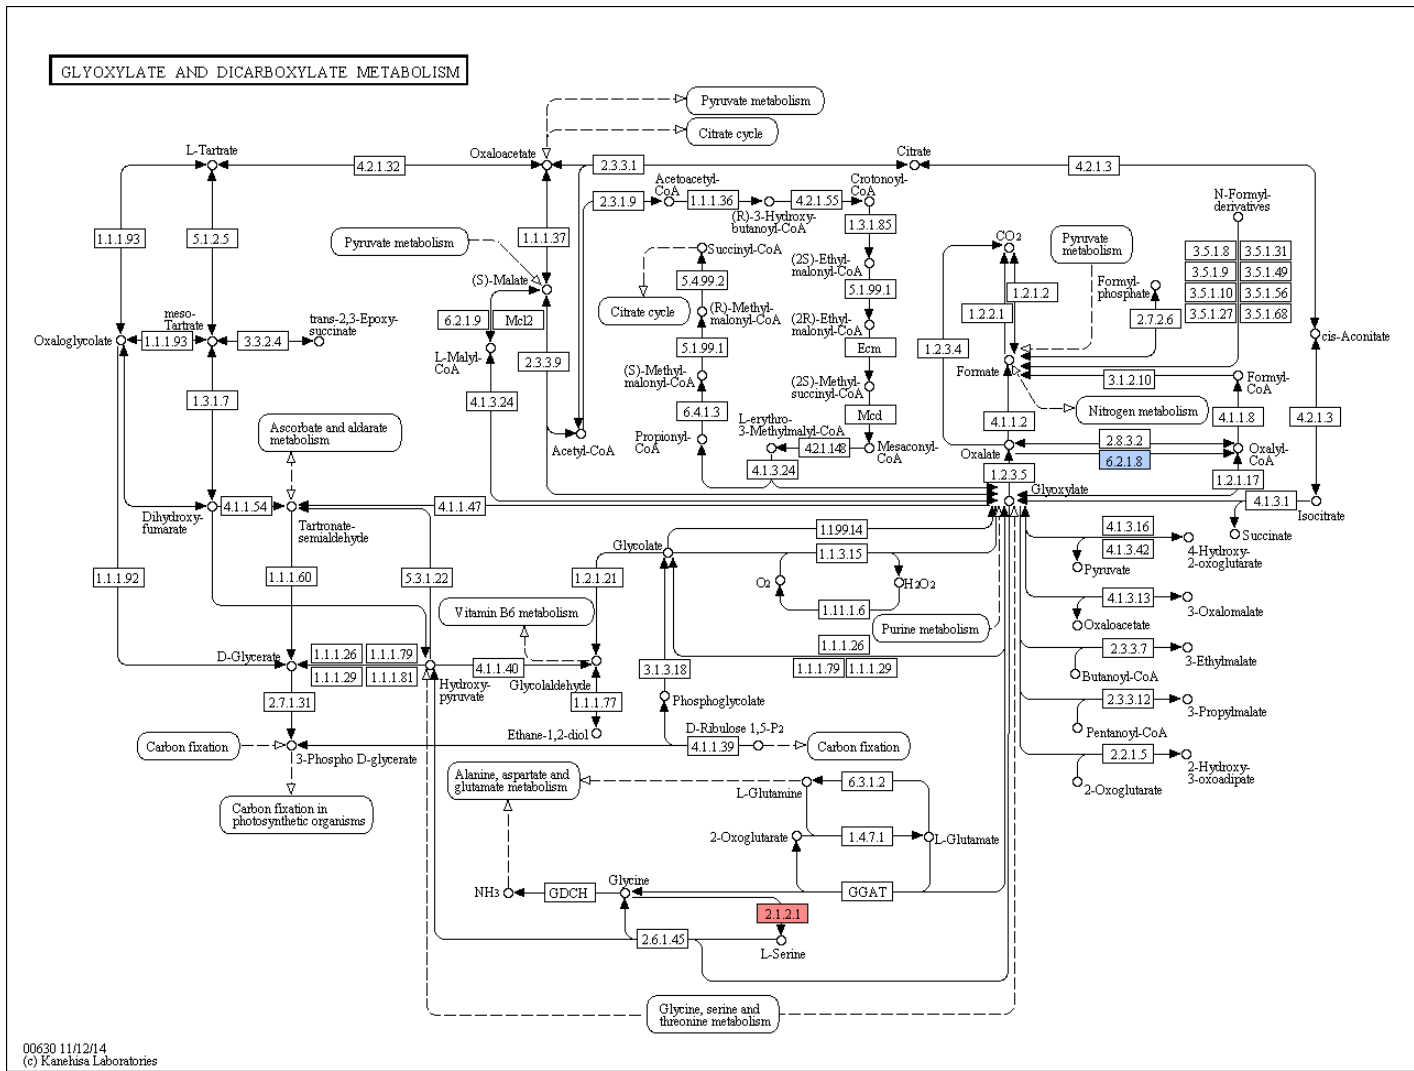 GLYOXYLATE AND DICARBOXYLATE METABOLISM
Pyruvate metabolism
Citrate cycle
L-Tartrate
4.2.1.32
Oxaloacetate
2.3.3.1
Citrate
4.2.1.3
Acetoacetyl-
CoA
Crotonoyl-
CoA
2.3.1.9
1.1.1.36
4.2.1.55
(R)-3-Hydroxy-
butanoyl-CoA
1.3.1.85
N-Formyl-
derivatives
1.1.1.93
5.1.2.5
1.1.1.37
Pyruvate metabolism
Succinyl-CoA
CO2
Pyruvate
metabolism
3.5.1.8
3.5.1.31
3.5.1.9
3.5.1.49
3.5.1.10
3.5.1.56
3.5.1.27
3.5.1.68
(2S)-Ethyl-
malonyl-CoA
(S)-Malate
5.4.99.2
5.1.99.1
1.2.1.2
Formyl-
phosphate
Citrate cycle
(R)-Methyl-
malonyl-CoA
(2R)-Ethyl-
malonyl-CoA
1.2.2.1
2.7.2.6
meso-
Tartrate
trans-2,3-Epoxy-
succinate
6.2.1.9
Mcl2
Oxaloglycolate
1.1.1.93
3.3.2.4
L-Malyl-
CoA
2.3.3.9
5.1.99.1
Ecm
1.2.3.4
cis-Aconitate
Formate
(S)-Methyl-
malonyl-CoA
(2S)-Methyl-
succinyl-CoA
3.1.2.10
Formyl-
CoA
1.3.1.7
4.1.3.24
6.4.1.3
Mcd
Nitrogen metabolism
4.1.1.2
4.1.1.8
4.2.1.3
Ascorbate and aldarate
metabolism
Acetyl-CoA
Propionyl-
CoA
L-erythro-
3-Methylmalyl-CoA
4.2.1.148
Mesaconyl-
CoA
Oxalate
2.8.3.2
6.2.1.8
Oxalyl-
CoA
4.1.3.24
1.2.3.5
Glyoxylate
1.2.1.17
Dihydroxy-
fumarate
4.1.1.54
Tartronate-
semialdehyde
4.1.1.47
4.1.3.1
Isocitrate
Succinate
1.1.99.14
Glycolate
1.1.3.15
4.1.3.16
4.1.3.42
4-Hydroxy-
2-oxoglutarate
Pyruvate
1.1.1.92
1.1.1.60
5.3.1.22
1.2.1.21
O2
H2O2
1.11.1.6
4.1.3.13
3-Oxalomalate
Oxaloacetate
Vitamin B6 metabolism
Purine metabolism
D-Glycerate
1.1.1.26
1.1.1.79
1.1.1.29
1.1.1.81
Hydroxy-
pyruvate
4.1.1.40
Glycolaldehyde
3.1.3.18
1.1.1.26
1.1.1.79
1.1.1.29
2.3.3.7
3-Ethylmalate
Butanoyl-CoA
2.7.1.31
1.1.1.77
Phosphoglycolate
2.3.3.12
3-Propylmalate
Pentanoyl-CoA
Ethane-1,2-diol
D-Ribulose 1,5-P2
4.1.1.39
Carbon fixation
Carbon fixation
3-Phospho D-glycerate
2.2.1.5
2-Hydroxy-
3-oxoadipate
2-Oxoglutarate
Alanine, aspartate and
glutamate metabolism
L-Glutamine
6.3.1.2
Carbon fixation in
photosynthetic organisms
2-Oxoglutarate
1.4.7.1
L-Glutamate
NH3
GDCH
Glycine
GGAT
2.1.2.1
2.6.1.45
L-Serine
Glycine, serine and
threonine metabolism
00630 11/12/14
(c) Kanehisa Laboratories